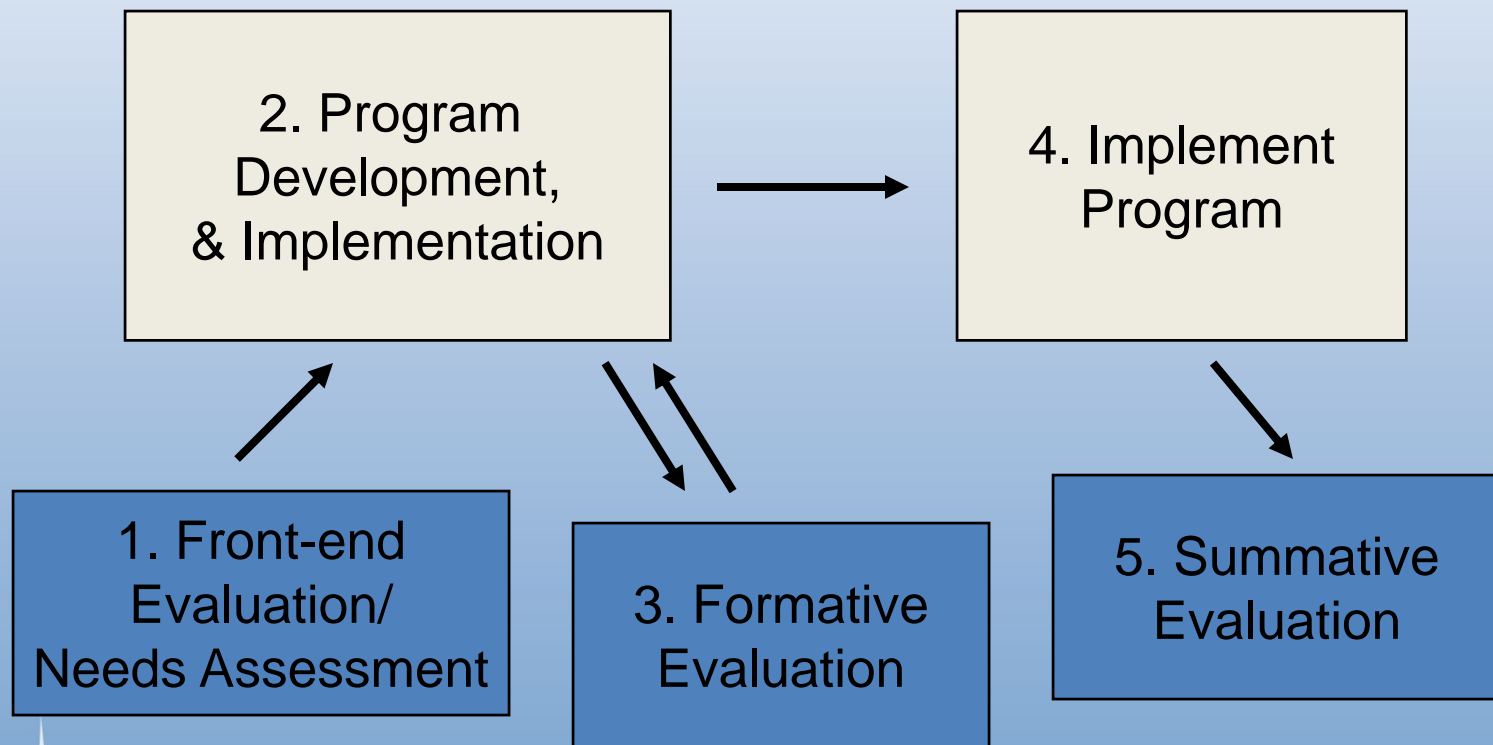 2. Program
Development,
& Implementation
4. Implement
Program
1. Front-end
Evaluation/
Needs Assessment
3. Formative
Evaluation
5. Summative
Evaluation